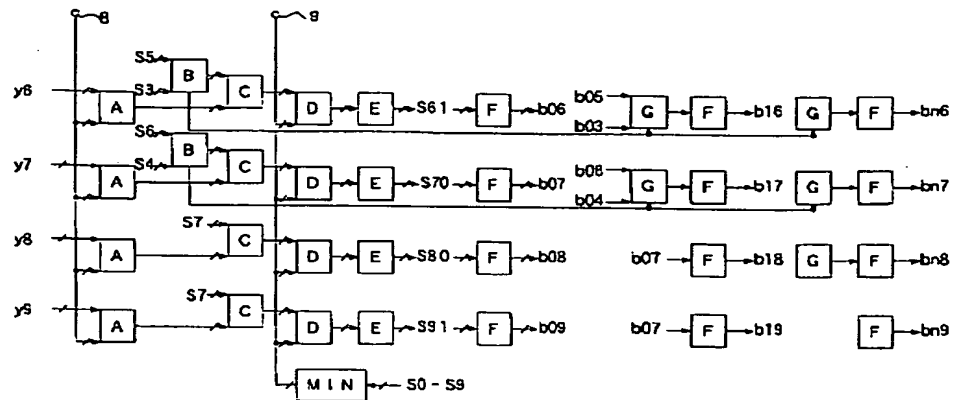 8 9
S5
B
y6 S3 C
A D E S61 F b06 b05 G F b16 G F bn6
b03
S6
B
y7 S4 C
A D E S70 F b07 b08 G F b17 G F bn7
b04
y8 S7 C
A D E S80 F b08 b07 F b18 G F bn8
y9 S7 C
A D E S91 F b09 b07 F b19 F bn9
MIN S0-S9